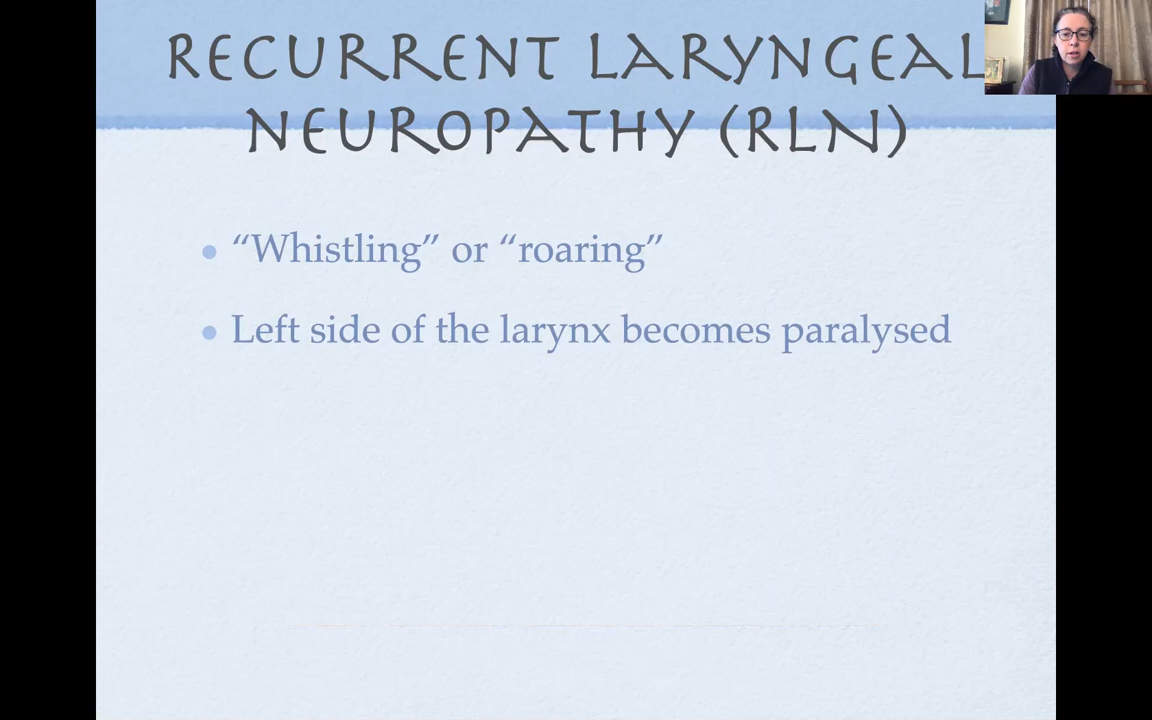 RECURRENT LARYNGEAL
NEUROPATHY (RLN)
• “Whistling” or “roaring”
• Left side of the larynx becomes paralysed